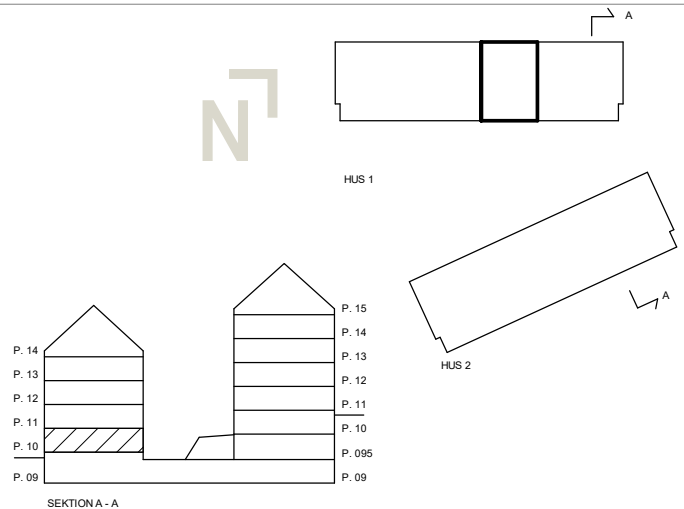 A
N
HUS 1
A
HUS 2
P. 15
P. 14
P. 14
P. 13
P. 13
P. 12
P. 12
P. 11
P. 11
P. 10
P. 10
P. 095
P. 09
P. 09
SEKTION A - A